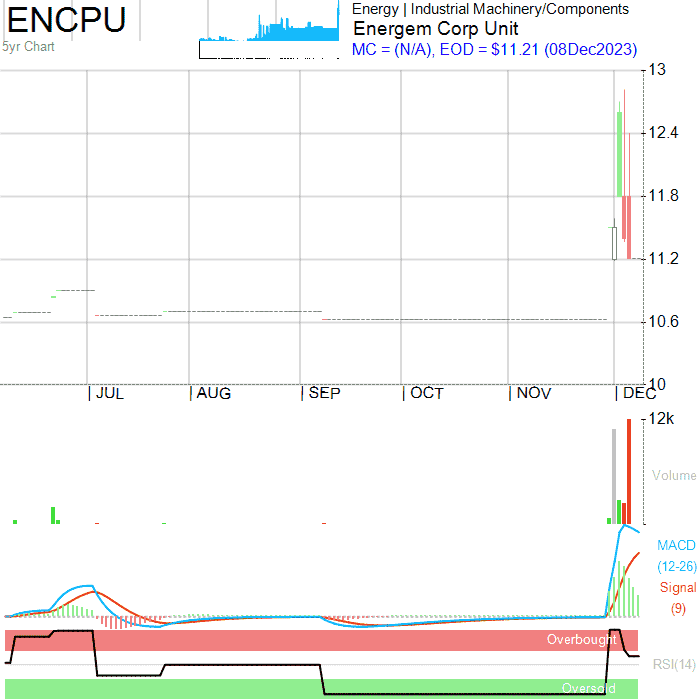 ENCPU
5yr Chart
Energy | Industrial Machinery/Components
Energem Corp Unit
MC = (N/A), EOD = $11.21 (08Dec2023)
13
12.4
11.8
11.2
10.6
10
JUL
AUG
SEP
OCT
NOV
DEC
12k
Volume
MACD
(12-26)
Signal
(9)
Overbought
RSI(14)
Oversold